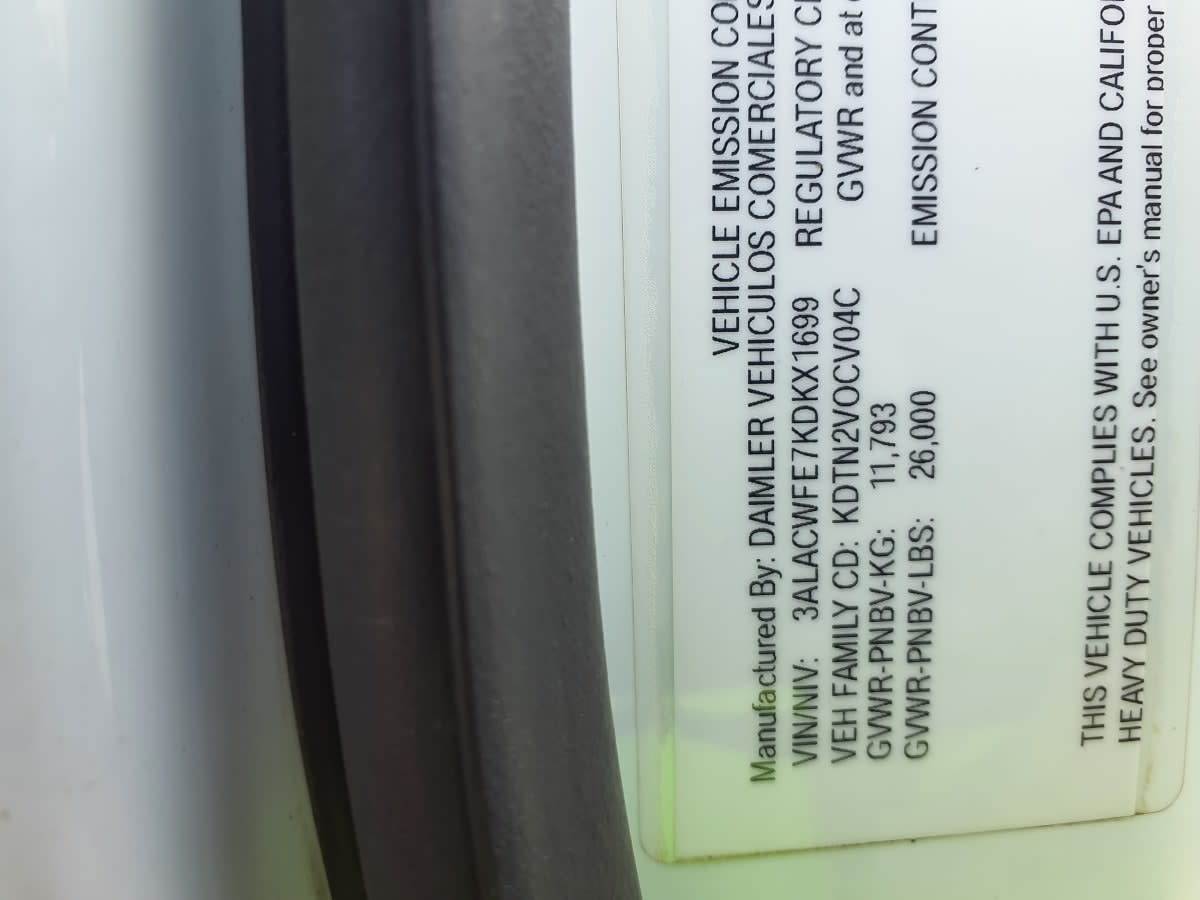 VEHICLE EMISSION CO
Manufactured By: DAIMLER VEHICULOS COMERCIALES
VIN/NIV: 3ALACWFE7KDKX1699 REGULATORY C
VEH FAMILY CD: KDTN2VOCV04C GVWR and at
GVWR-PNBV-KG: 11,793
GVWR-PNBV-LBS: 26,000 EMISSION CONT
THIS VEHICLE COMPLIES WITH U.S. EPA AND CALIFO
HEAVY DUTY VEHICLES. See owner's manual for proper